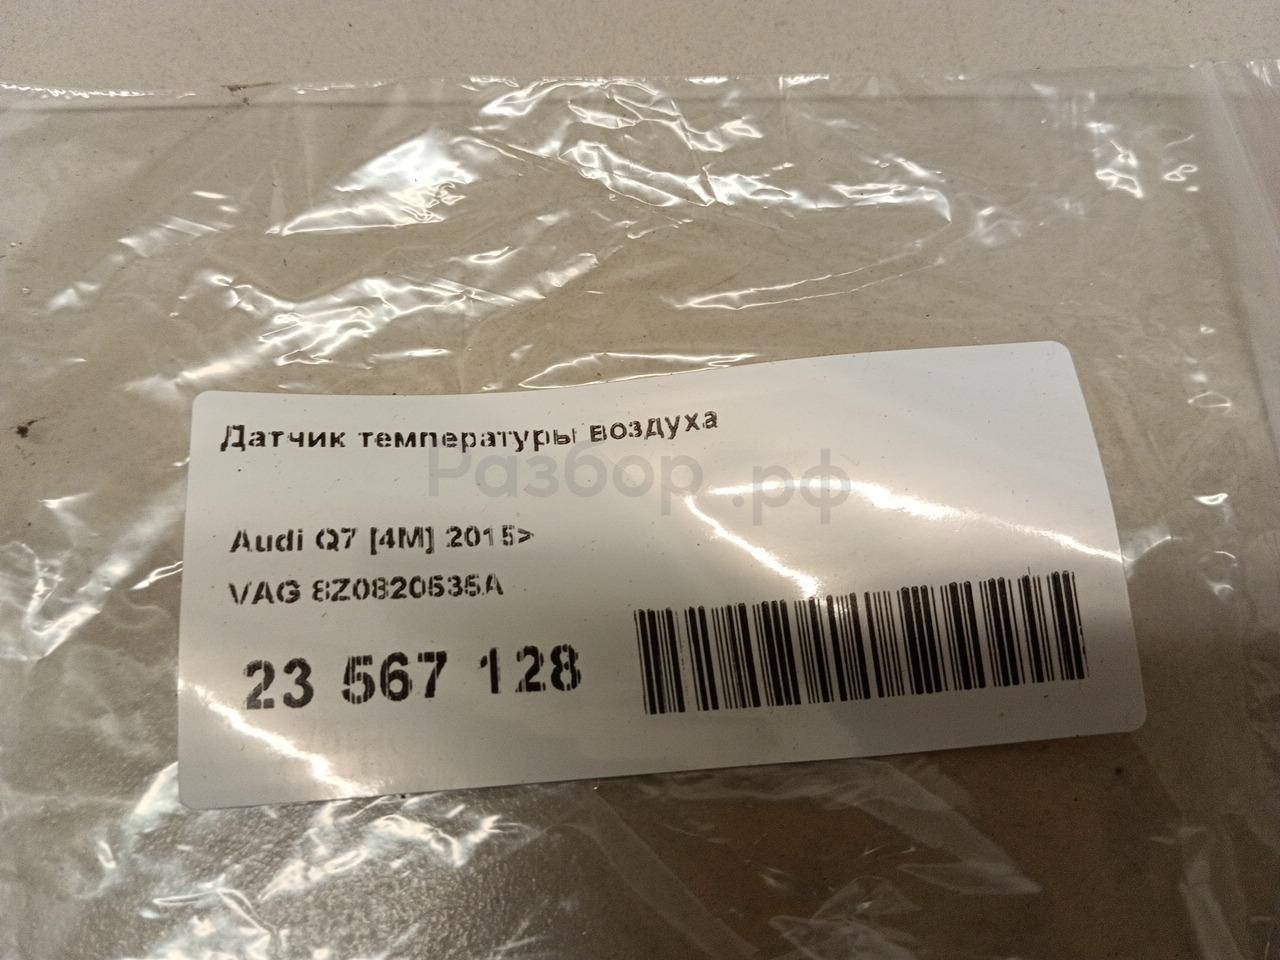 Датчик температуры воздуха
Разбор.рф
Audi Q7 [4M] 2015>
VAG 8Z0820535A
23 567 128